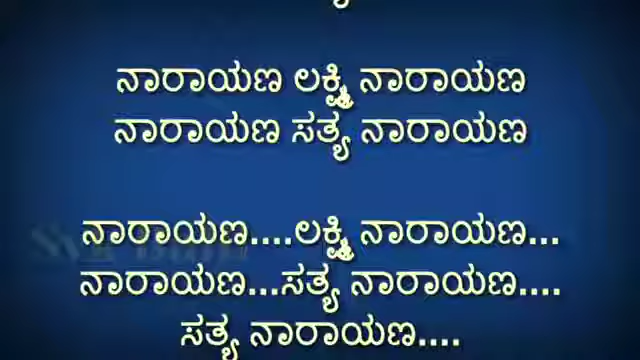 ನಾರಾಯಣ ಲಕ್ಷ್ಮಿ ನಾರಾಯಣ
ನಾರಾಯಣ ಸತ್ಯ ನಾರಾಯಣ
ನಾರಾಯಣ....ಲಕ್ಷ್ಮಿ ನಾರಾಯಣ...
ನಾರಾಯಣ...ಸತ್ಯ ನಾರಾಯಣ....
ಸತ್ಯ ನಾರಾಯಣ....